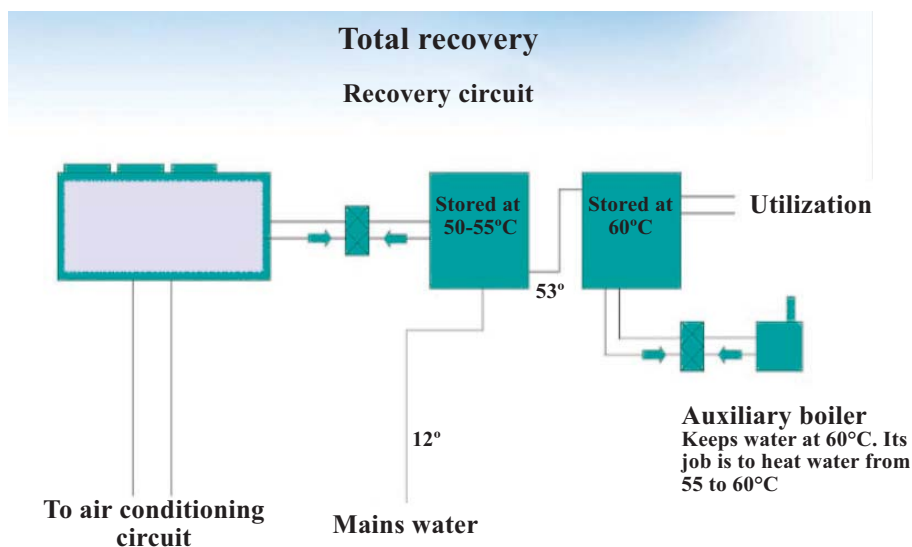 Total recovery
Recovery circuit
Stored at
50-55ºC
Stored at
60ºC
Utilization
53º
12º
Auxiliary boiler
Keeps water at 60°C. Its
job is to heat water from
55 to 60°C
To air conditioning
circuit
Mains water